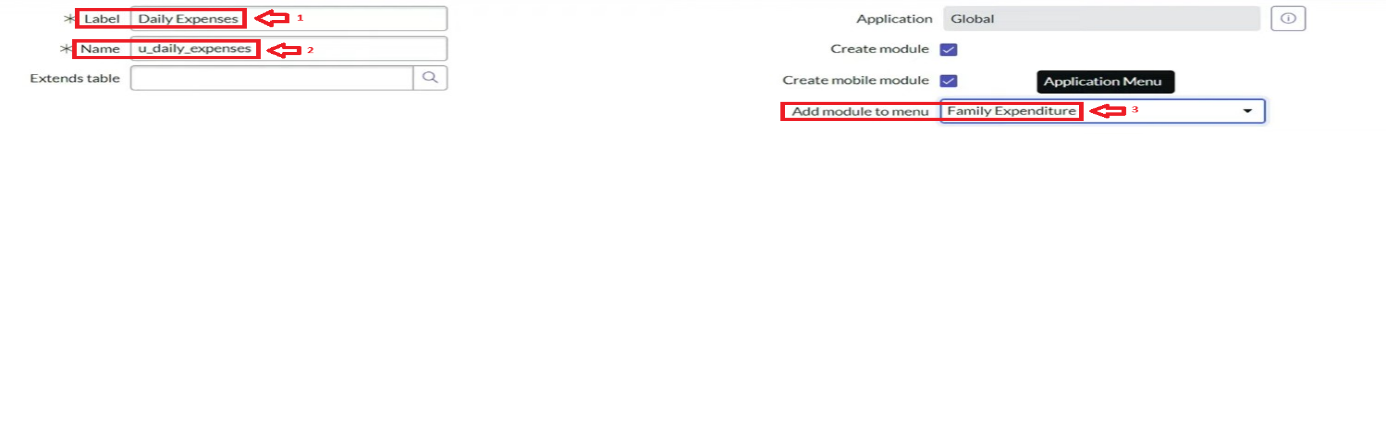 Label Daily Expenses 1
Name u_daily_expenses 2
Extends table
Application Global
Create module
Create mobile module Application Menu
Add module to menu Family Expenditure 3